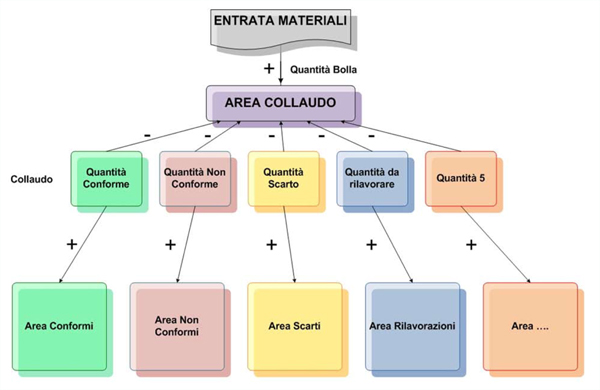 ENTRATA MATERIALI
+
Quantità Bolla
AREA COLLAUDO
- - - - -
Collaudo
Quantità
Conforme
Quantità Non
Conforme
Quantità
Scarto
Quantità da
rilavorare
Quantità 5
+ + + + +
Area Conformi
Area Non
Conformi
Area Scarti
Area Rilavorazioni
Area ....